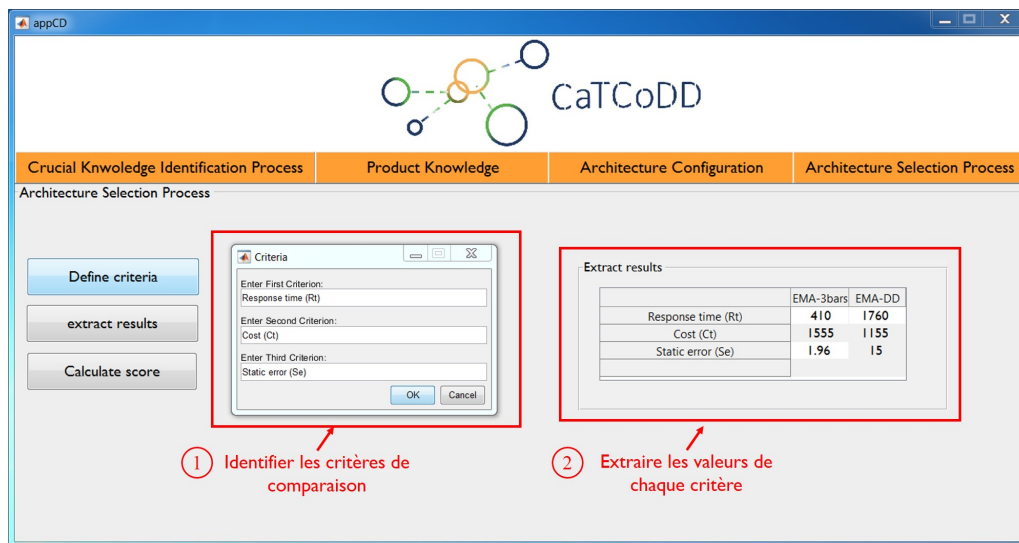 appCD
CaTCoDD
Crucial Knwoledge Identification Process
Product Knowledge
Architecture Configuration
Architecture Selection Process
Architecture Selection Process
Define criteria
extract results
Calculate score
Criteria
Enter First Criterion:
Response time (Rt)
Enter Second Criterion:
Cost (Ct)
Enter Third Criterion:
Static error (Se)
OK
Cancel
Extract results
EMA-3bars EMA-DD
Response time (Rt) 410 1760
Cost (Ct) 1555 1155
Static error (Se) 1.96 15
1 Identifier les critères de
comparaison
2 Extraire les valeurs de
chaque critère